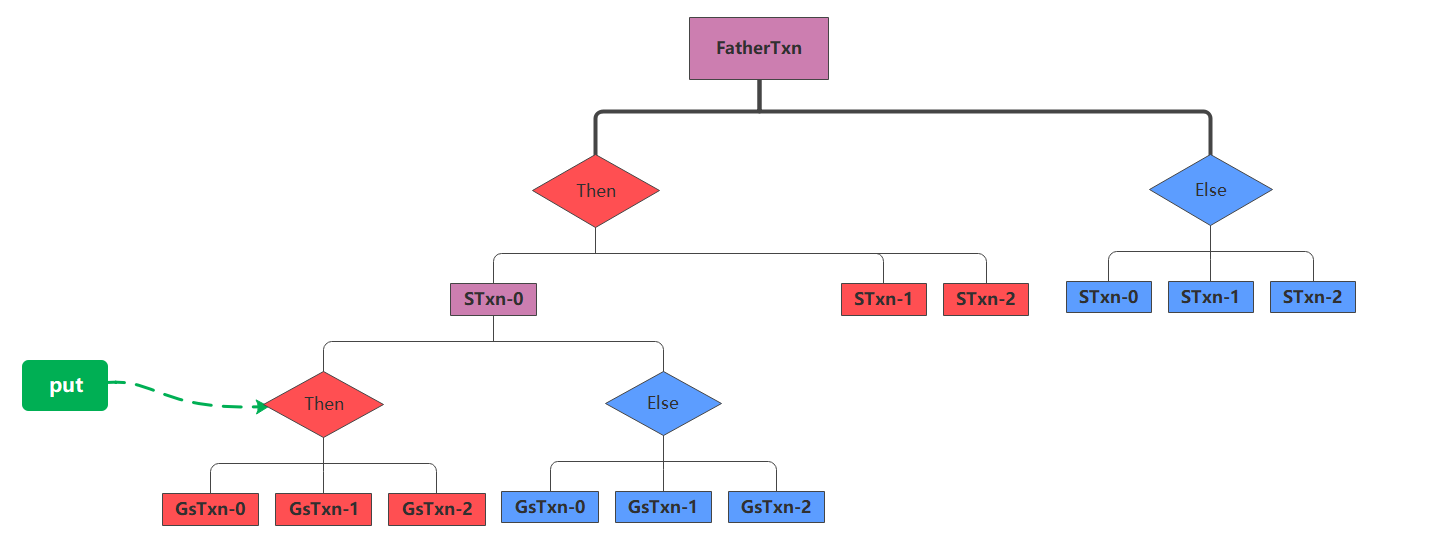 FatherTxn
Then
Else
STxn-0
STxn-1
STxn-2
STxn-0
STxn-1
STxn-2
put
Then
Else
GsTxn-0
GsTxn-1
GsTxn-2
GsTxn-0
GsTxn-1
GsTxn-2